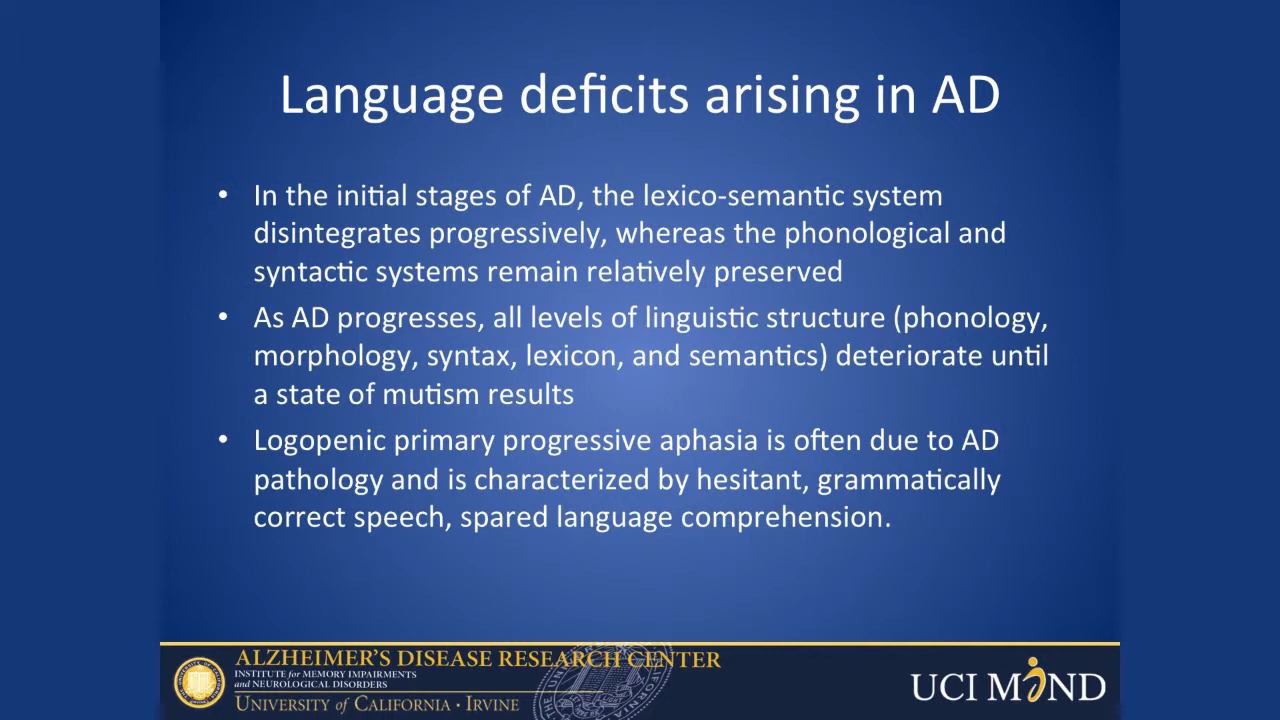 Language deficits arising in AD
• In the initial stages of AD, the lexico-semantic system
disintegrates progressively, whereas the phonological and
syntactic systems remain relatively preserved
• As AD progresses, all levels of linguistic structure (phonology,
morphology, syntax, lexicon, and semantics) deteriorate until
a state of mutism results
• Logopenic primary progressive aphasia is often due to AD
pathology and is characterized by hesitant, grammatically
correct speech, spared language comprehension.
ALZHEIMER'S DISEASE RESEARCH CENTER
INSTITUTE for MEMORY IMPAIRMENTS
and NEUROLOGICAL DISORDERS
UNIVERSITY of CALIFORNIA • IRVINE
UCI MIND